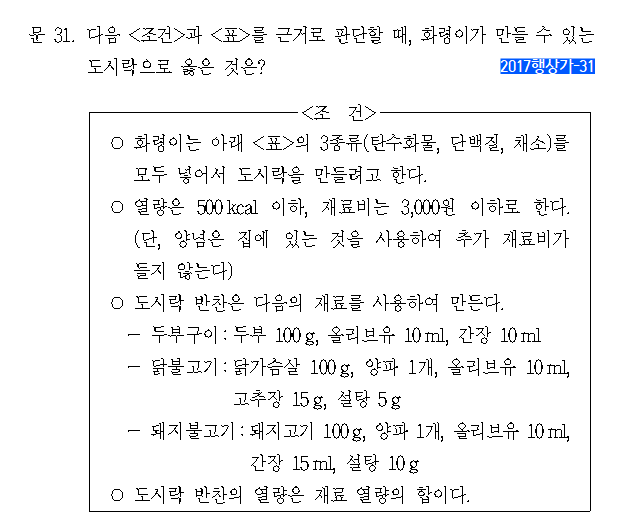 문 31. 다음 <조건>과 <표>를 근거로 판단할 때, 화령이가 만들 수 있는
도시락으로 옳은 것은?
2017행상가-31
<조 건>
○ 화령이는 아래 <표>의 3종류(탄수화물, 단백질, 채소)를
모두 넣어서 도시락을 만들려고 한다.
○ 열량은 500 kcal 이하, 재료비는 3,000원 이하로 한다.
(단, 양념은 집에 있는 것을 사용하여 추가 재료비가
들지 않는다)
○ 도시락 반찬은 다음의 재료를 사용하여 만든다.
－ 두부구이 : 두부 100 g, 올리브유 10 ml, 간장 10 ml
－ 닭불고기 : 닭가슴살 100 g, 양파 1개, 올리브유 10 ml,
고추장 15 g, 설탕 5 g
－ 돼지불고기 : 돼지고기 100 g, 양파 1개, 올리브유 10 ml,
간장 15 ml, 설탕 10 g
○ 도시락 반찬의 열량은 재료 열량의 합이다.